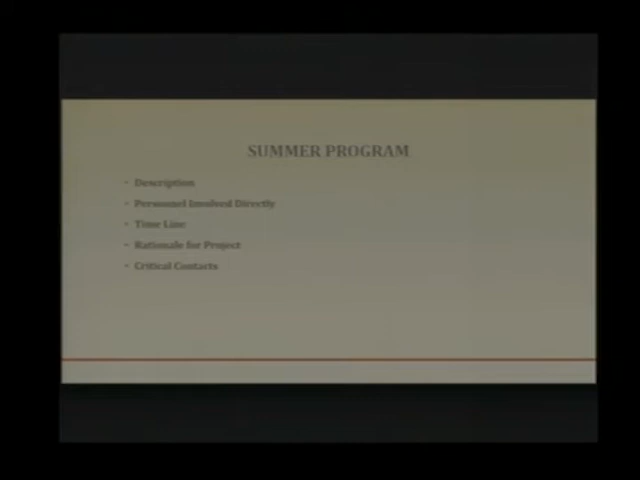 SUMMER PROGRAM
• Description
• Personnel Involved Directly
• Time Line
• Rationale for Project
• Critical Contacts